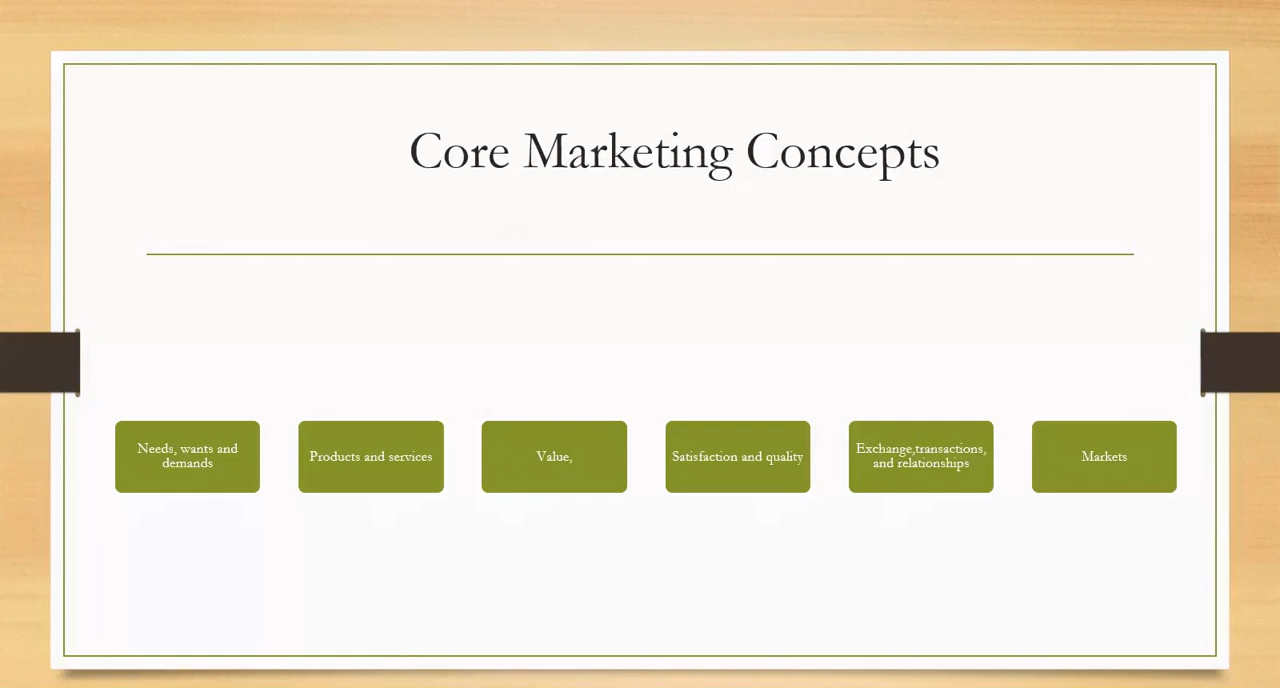 Core Marketing Concepts
Needs, wants and
demands
Products and services
Value,
Satisfaction and quality
Exchange,transactions,
and relationships
Markets